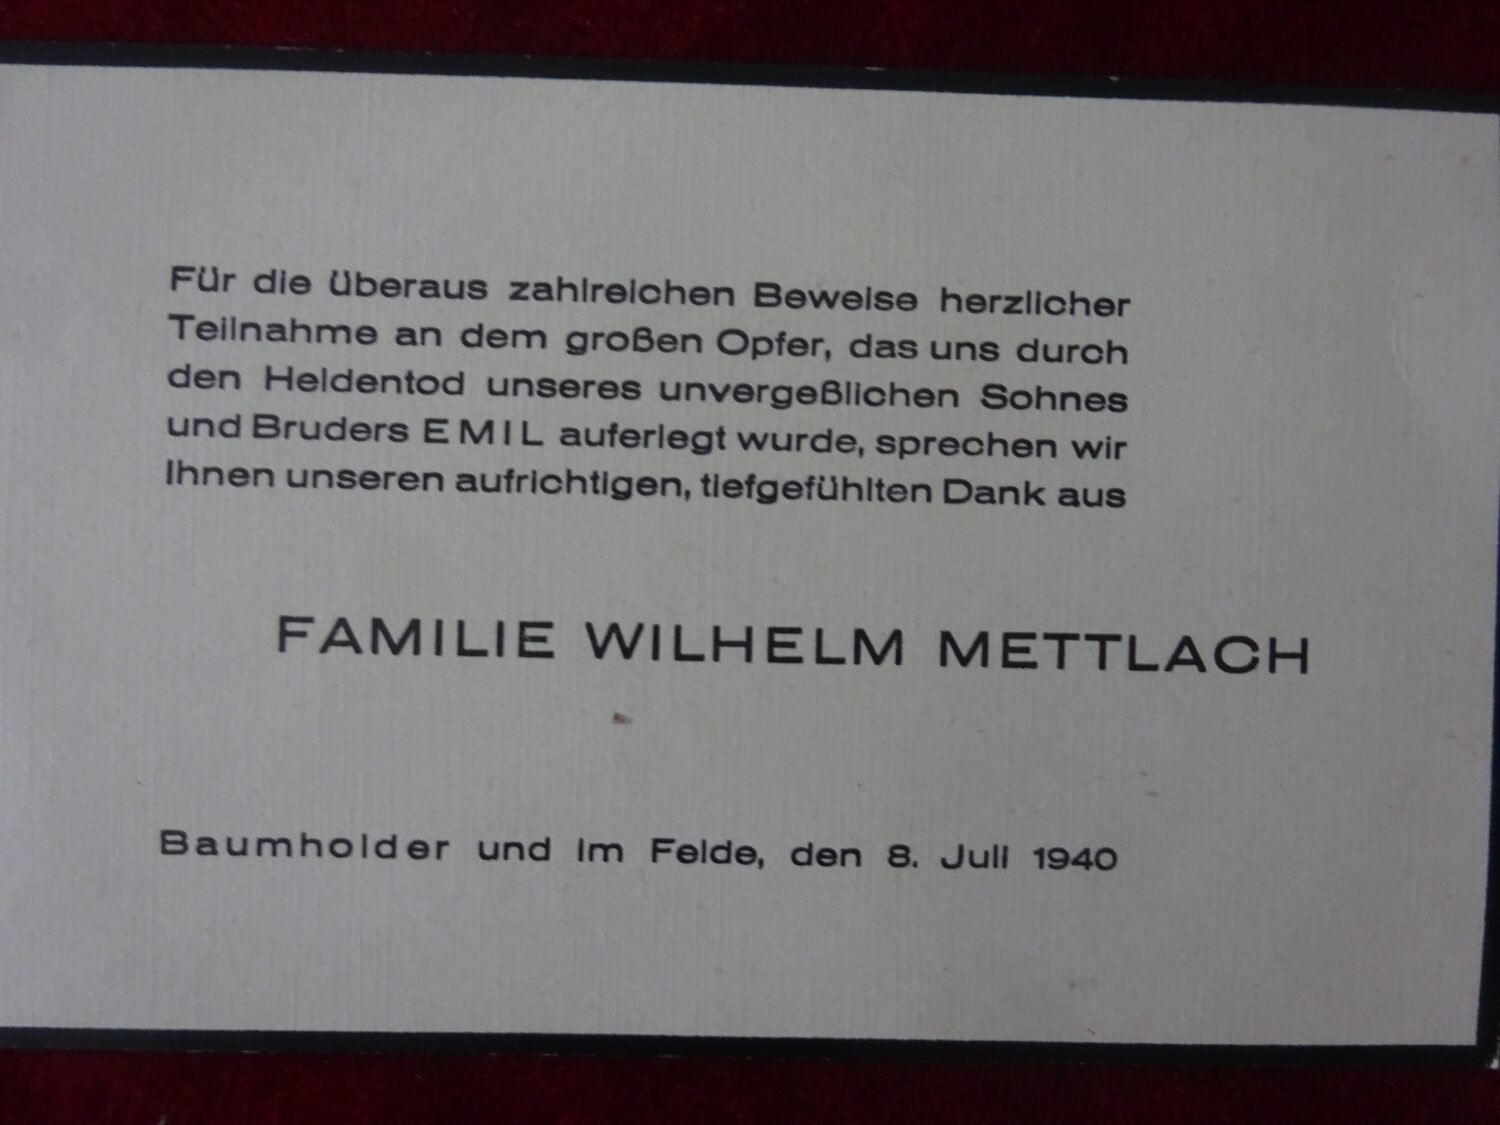 Für die überaus zahlreichen Beweise herzlicher
Teilnahme an dem großen Opfer, das uns durch
den Heldentod unseres unvergeßlichen Sohnes
und Bruders EMIL auferlegt wurde, sprechen wir
Ihnen unseren aufrichtigen, tiefgefühlten Dank aus
FAMILIE WILHELM METTLACH
Baumholder und im Felde, den 8. Juli 1940